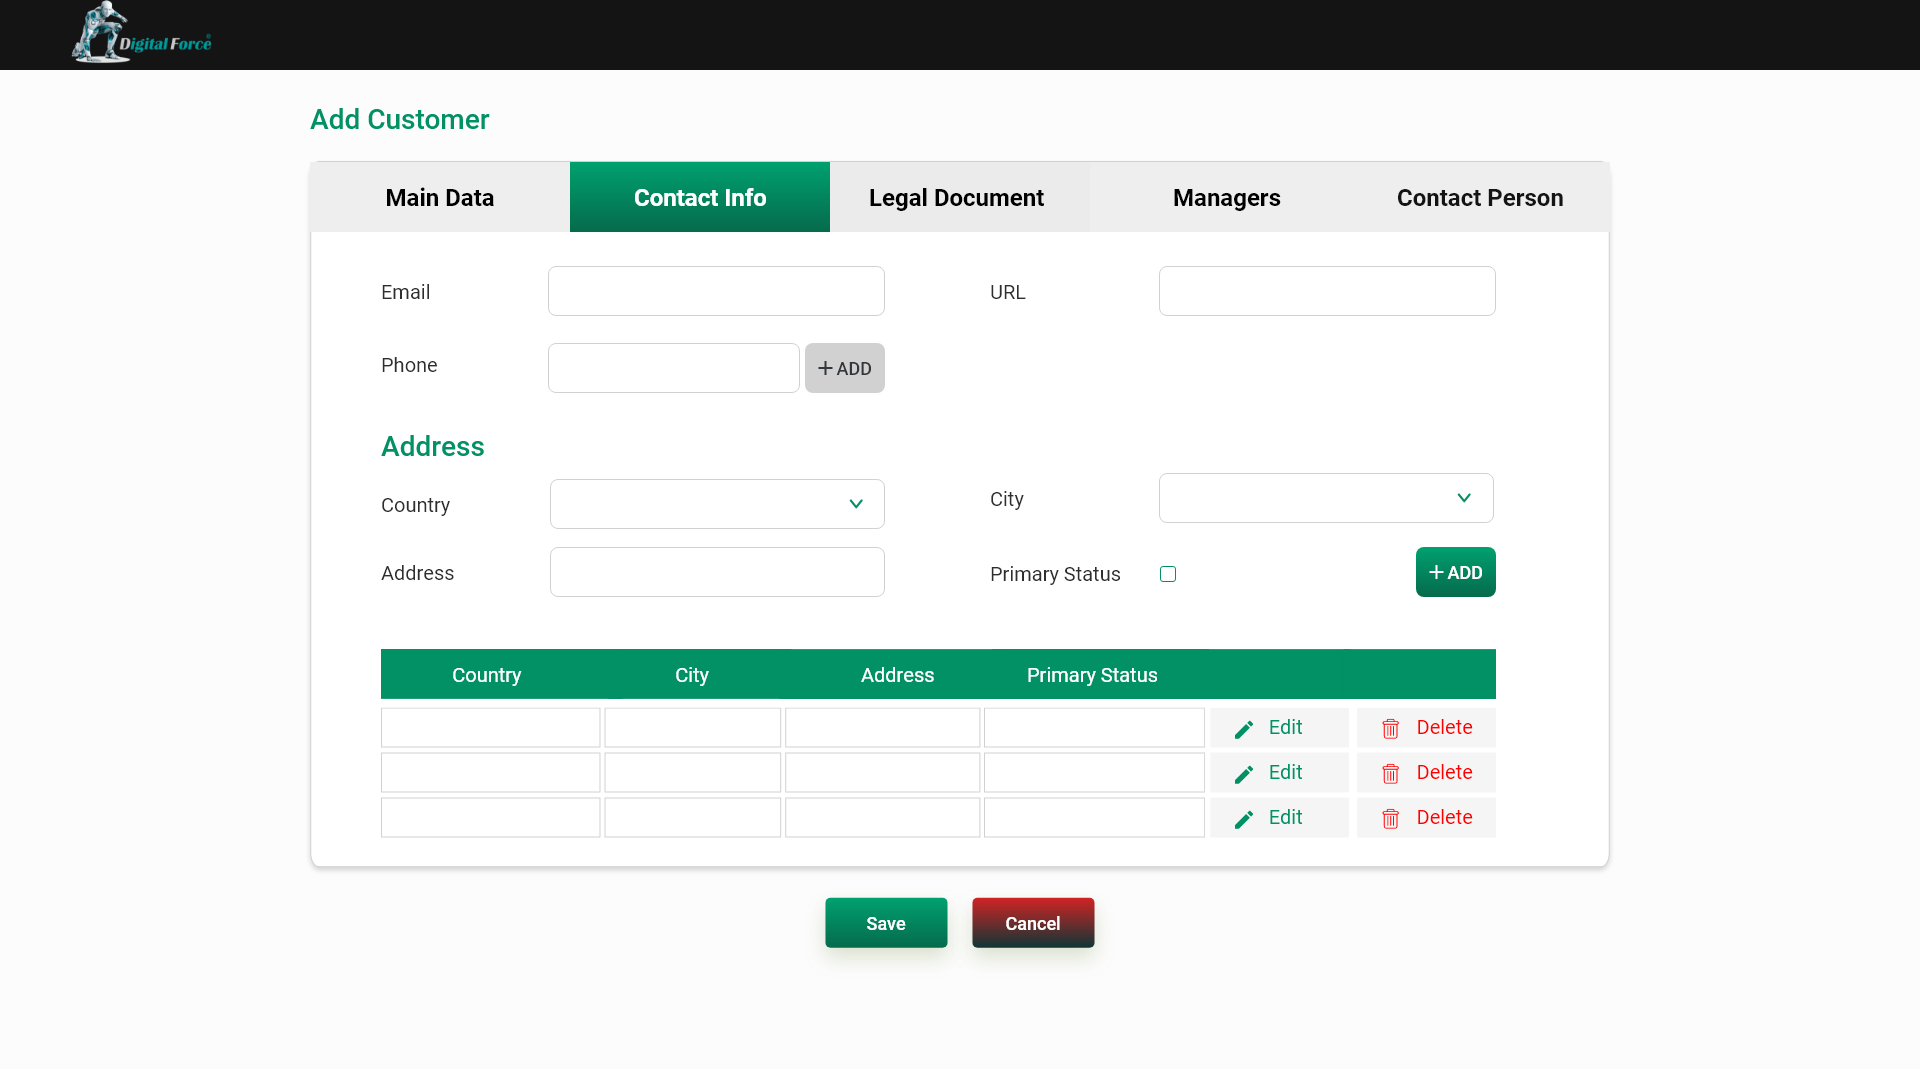 Digital Force
Add Customer
Main Data Contact Info Legal Document Managers Contact Person
Email URL
Phone + ADD
Address
Country City
Address Primary Status + ADD
Country City Address Primary Status
Edit Delete
Edit Delete
Edit Delete
Save Cancel